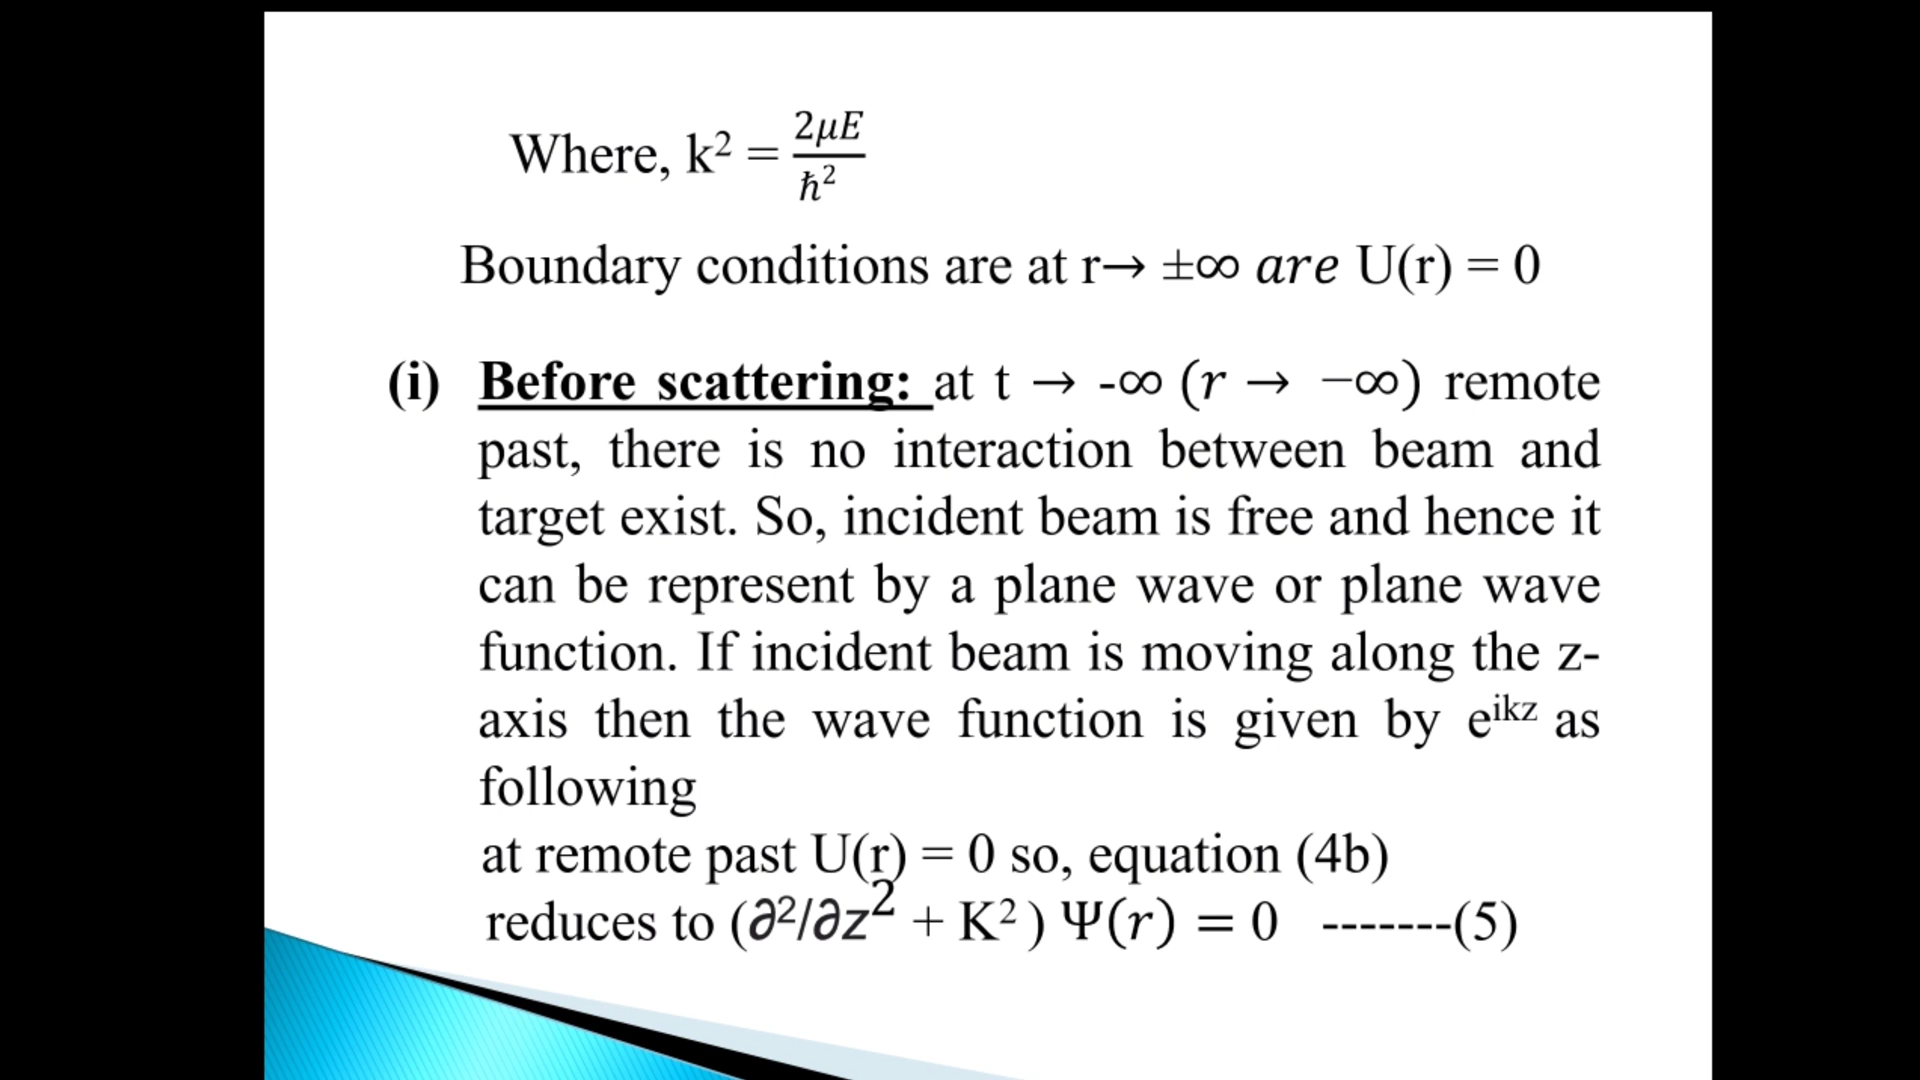 Where, k² = 2μE/ħ²
Boundary conditions are at r→ ±∞ are U(r) = 0
(i) Before scattering: at t → -∞ (r → −∞) remote
past, there is no interaction between beam and
target exist. So, incident beam is free and hence it
can be represent by a plane wave or plane wave
function. If incident beam is moving along the z-
axis then the wave function is given by eⁱᵏᶻ as
following
at remote past U(r) = 0 so, equation (4b)
reduces to (∂²/∂z² + K² ) Ψ(r) = 0 -------(5)